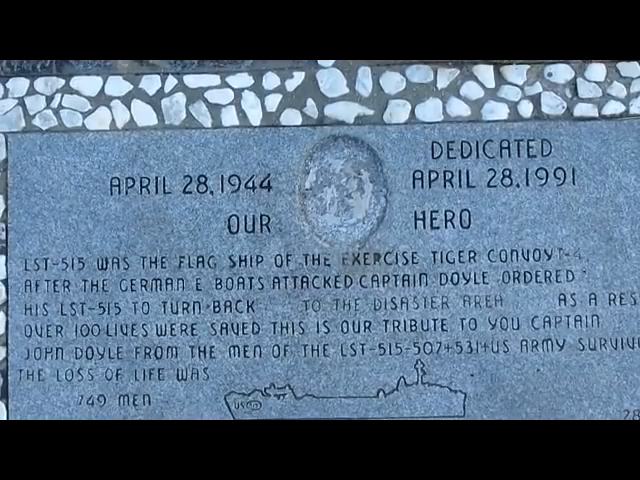 DEDICATED
APRIL 28, 1944 APRIL 28, 1991
OUR HERO
LST-515 WAS THE FLAG SHIP OF THE EXERCISE TIGER CONVOY T-4
AFTER THE GERMAN E BOATS ATTACKED CAPTAIN DOYLE ORDERED
HIS LST-515 TO TURN BACK TO THE DISASTER AREA AS A RES
OVER 100 LIVES WERE SAVED THIS IS OUR TRIBUTE TO YOU CAPTAIN
JOHN DOYLE FROM THE MEN OF THE LST-515-507+531+US ARMY SURVIV
THE LOSS OF LIFE WAS
749 MEN
28